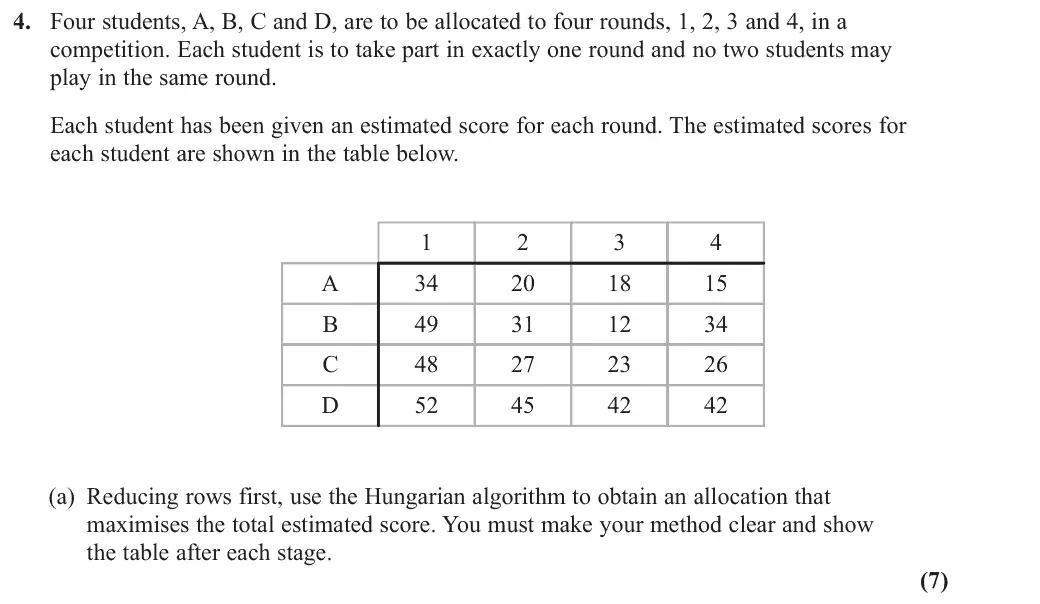 4. Four students, A, B, C and D, are to be allocated to four rounds, 1, 2, 3 and 4, in a
competition. Each student is to take part in exactly one round and no two students may
play in the same round.
Each student has been given an estimated score for each round. The estimated scores for
each student are shown in the table below.
1 2 3 4
A 34 20 18 15
B 49 31 12 34
C 48 27 23 26
D 52 45 42 42
(a) Reducing rows first, use the Hungarian algorithm to obtain an allocation that
maximises the total estimated score. You must make your method clear and show
the table after each stage.
(7)